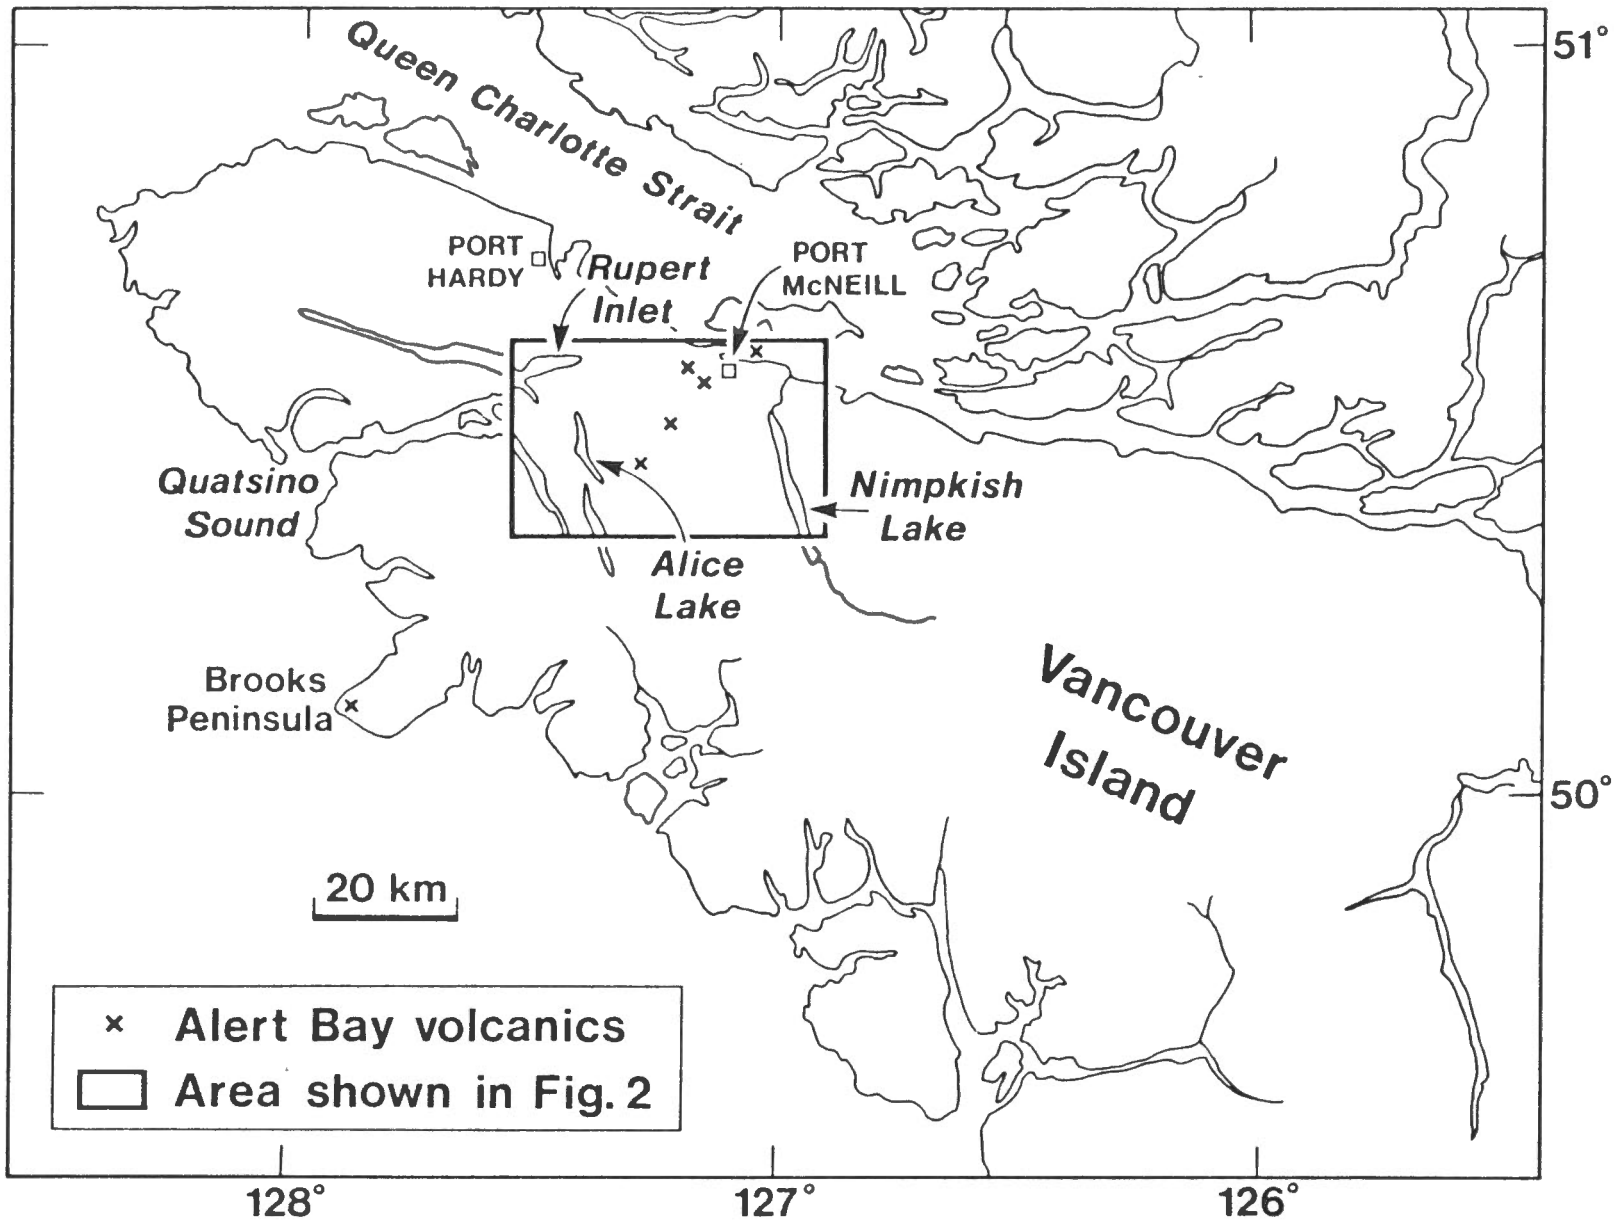 51°
Queen Charlotte Strait
PORT
HARDY
Rupert
Inlet
PORT
McNEILL
Quatsino
Sound
Nimpkish
Lake
Alice
Lake
Brooks
Peninsula
Vancouver
Island
50°
20 km
x Alert Bay volcanics
Area shown in Fig. 2
128°
127°
126°